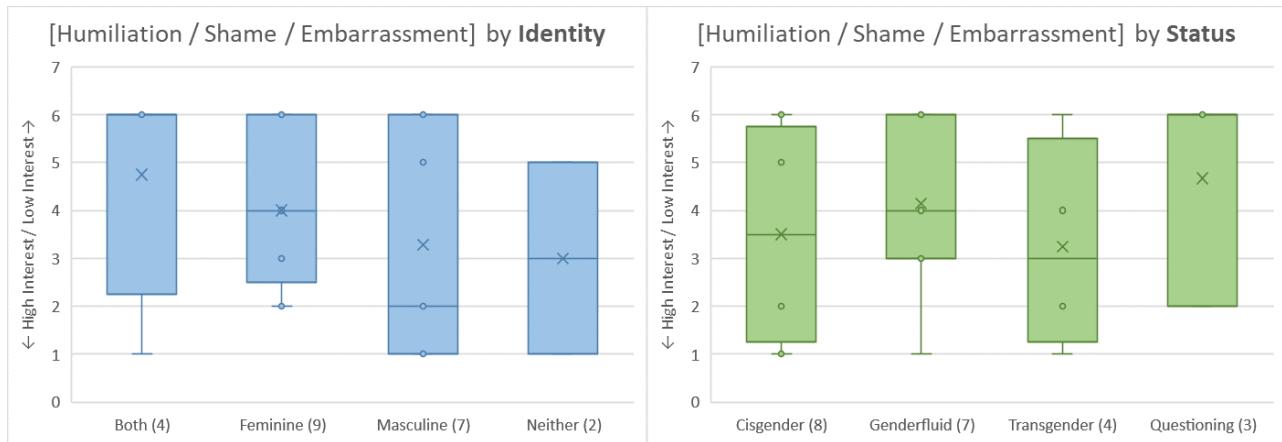 [Humiliation / Shame / Embarrassment] by Identity
7
6
5
4
3
2
1
0
← High Interest / Low Interest →
Both (4)
Feminine (9)
Masculine (7)
Neither (2)
[Humiliation / Shame / Embarrassment] by Status
7
6
5
4
3
2
1
0
← High Interest / Low Interest →
Cisgender (8)
Genderfluid (7)
Transgender (4)
Questioning (3)